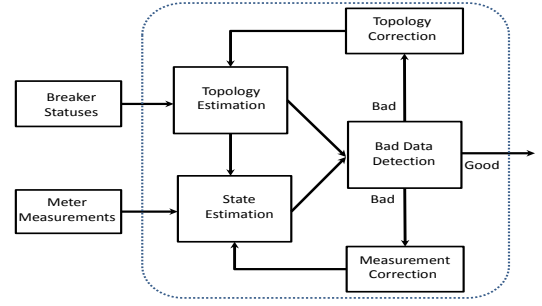 Topology
Correction
Breaker
Statuses
Topology
Estimation
Bad
Bad Data
Detection
Good
Meter
Measurements
State
Estimation
Bad
Measurement
Correction